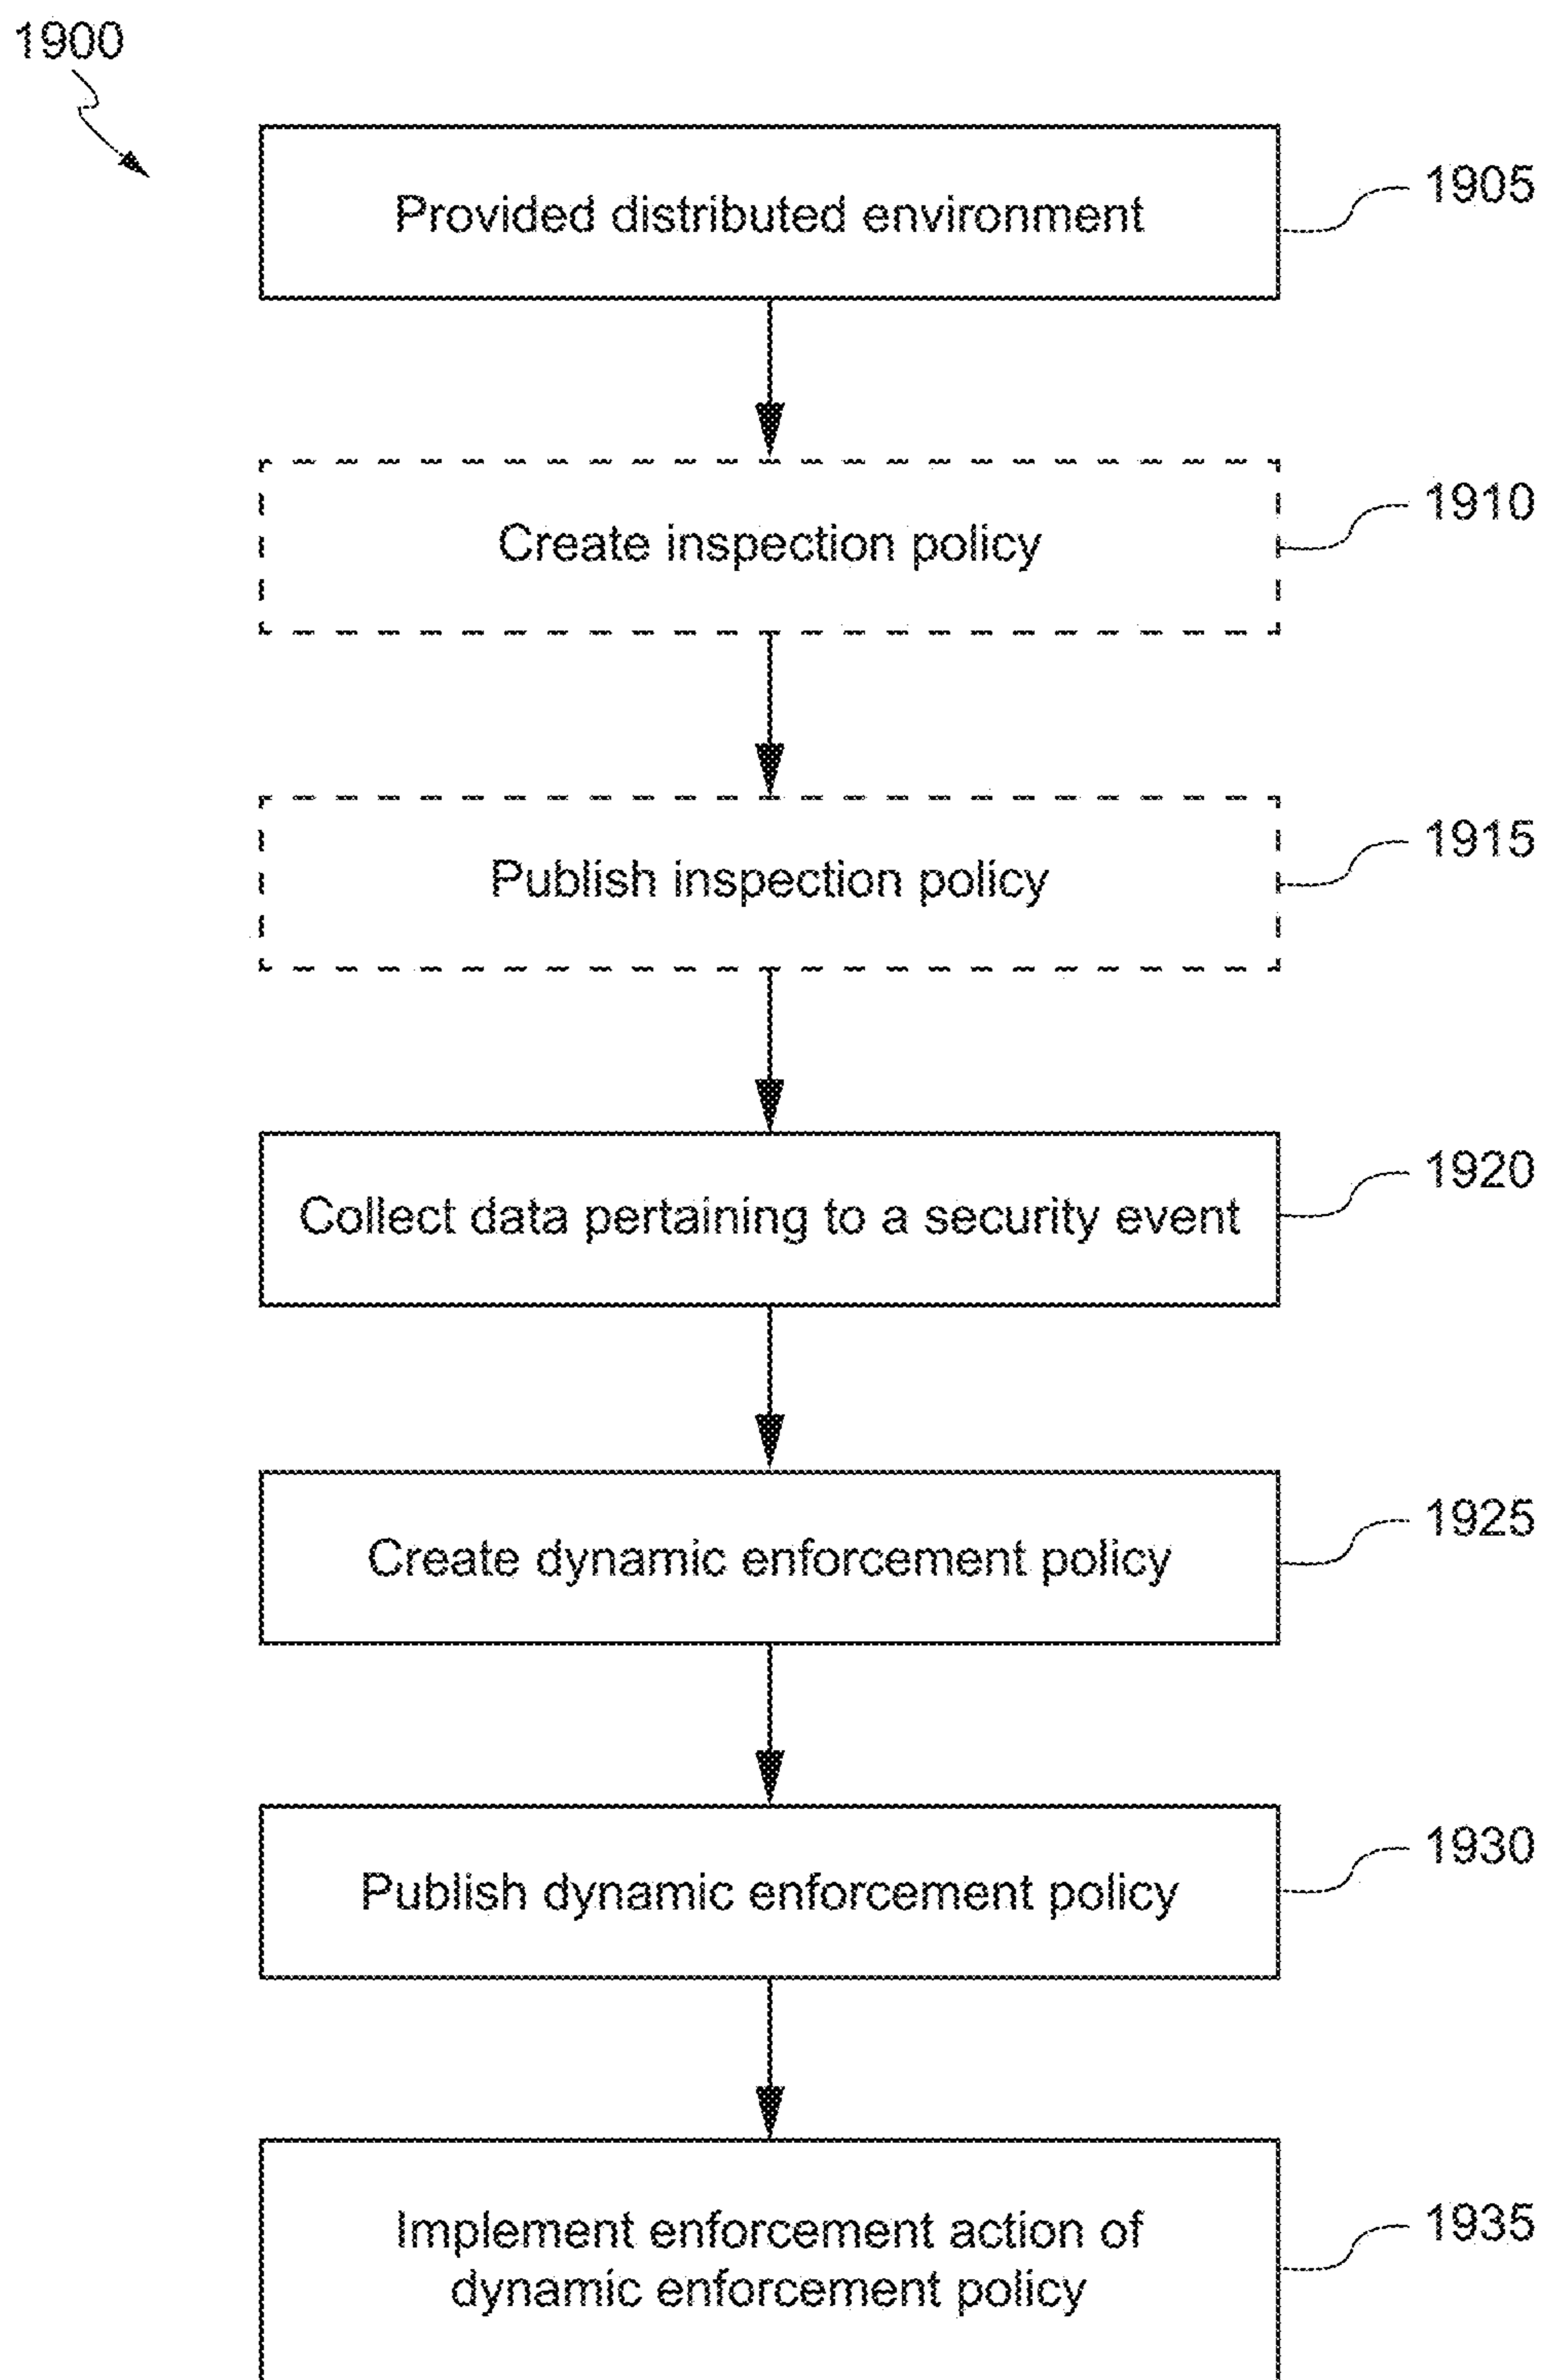 1900
Provided distributed environment
1905
Create inspection policy
1910
Publish inspection policy
1915
Collect data pertaining to a security event
1920
Create dynamic enforcement policy
1925
Publish dynamic enforcement policy
1930
Implement enforcement action of
dynamic enforcement policy
1935